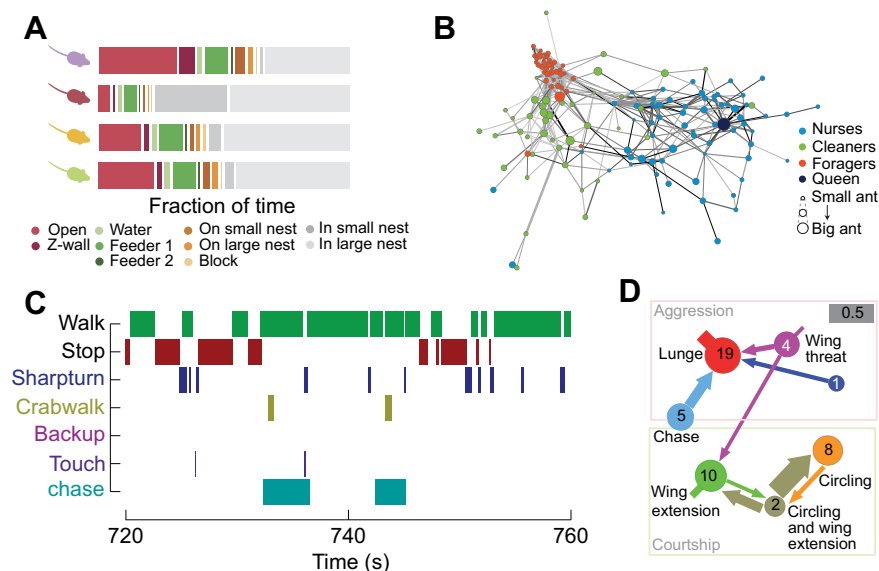 A
Fraction of time
Open
Z-wall
Water
Feeder 1
Feeder 2
On small nest
On large nest
Block
In small nest
In large nest
B
Nurses
Cleaners
Foragers
Queen
Small ant
Big ant
C
Walk
Stop
Sharpturn
Crabwalk
Backup
Touch
chase
720
740
760
Time (s)
D
Aggression
0.5
19
4
Lunge
Wing
threat
1
5
Chase
8
10
Circling
2
Wing
extension
Circling
and wing
extension
Courtship